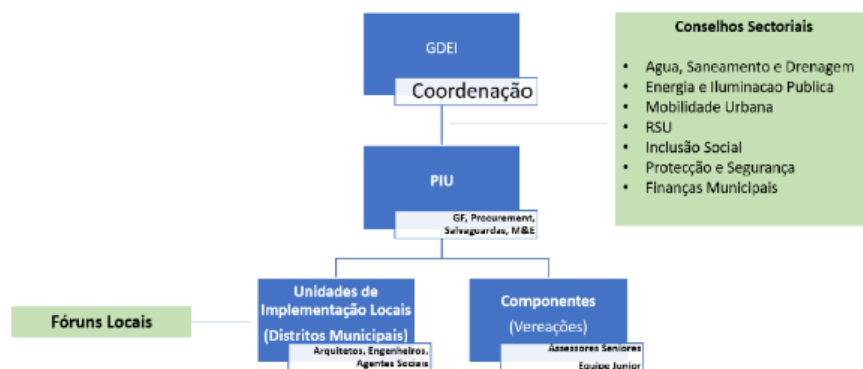 GDEI
Coordenação
Conselhos Sectoriais
• Agua, Saneamento e Drenagem
• Energia e Iluminacao Publica
• Mobilidade Urbana
• RSU
• Inclusão Social
• Protecção e Segurança
• Finanças Municipais
PIU
GF, Procurement,
Salvaguardas, M&E
Fóruns Locais
Unidades de
Implementação Locais
(Distritos Municipais)
Arquitetos, Engenheiros,
Agentes Sociais
Componentes
(Vereações)
Assessores Seniores
Equipe Junior